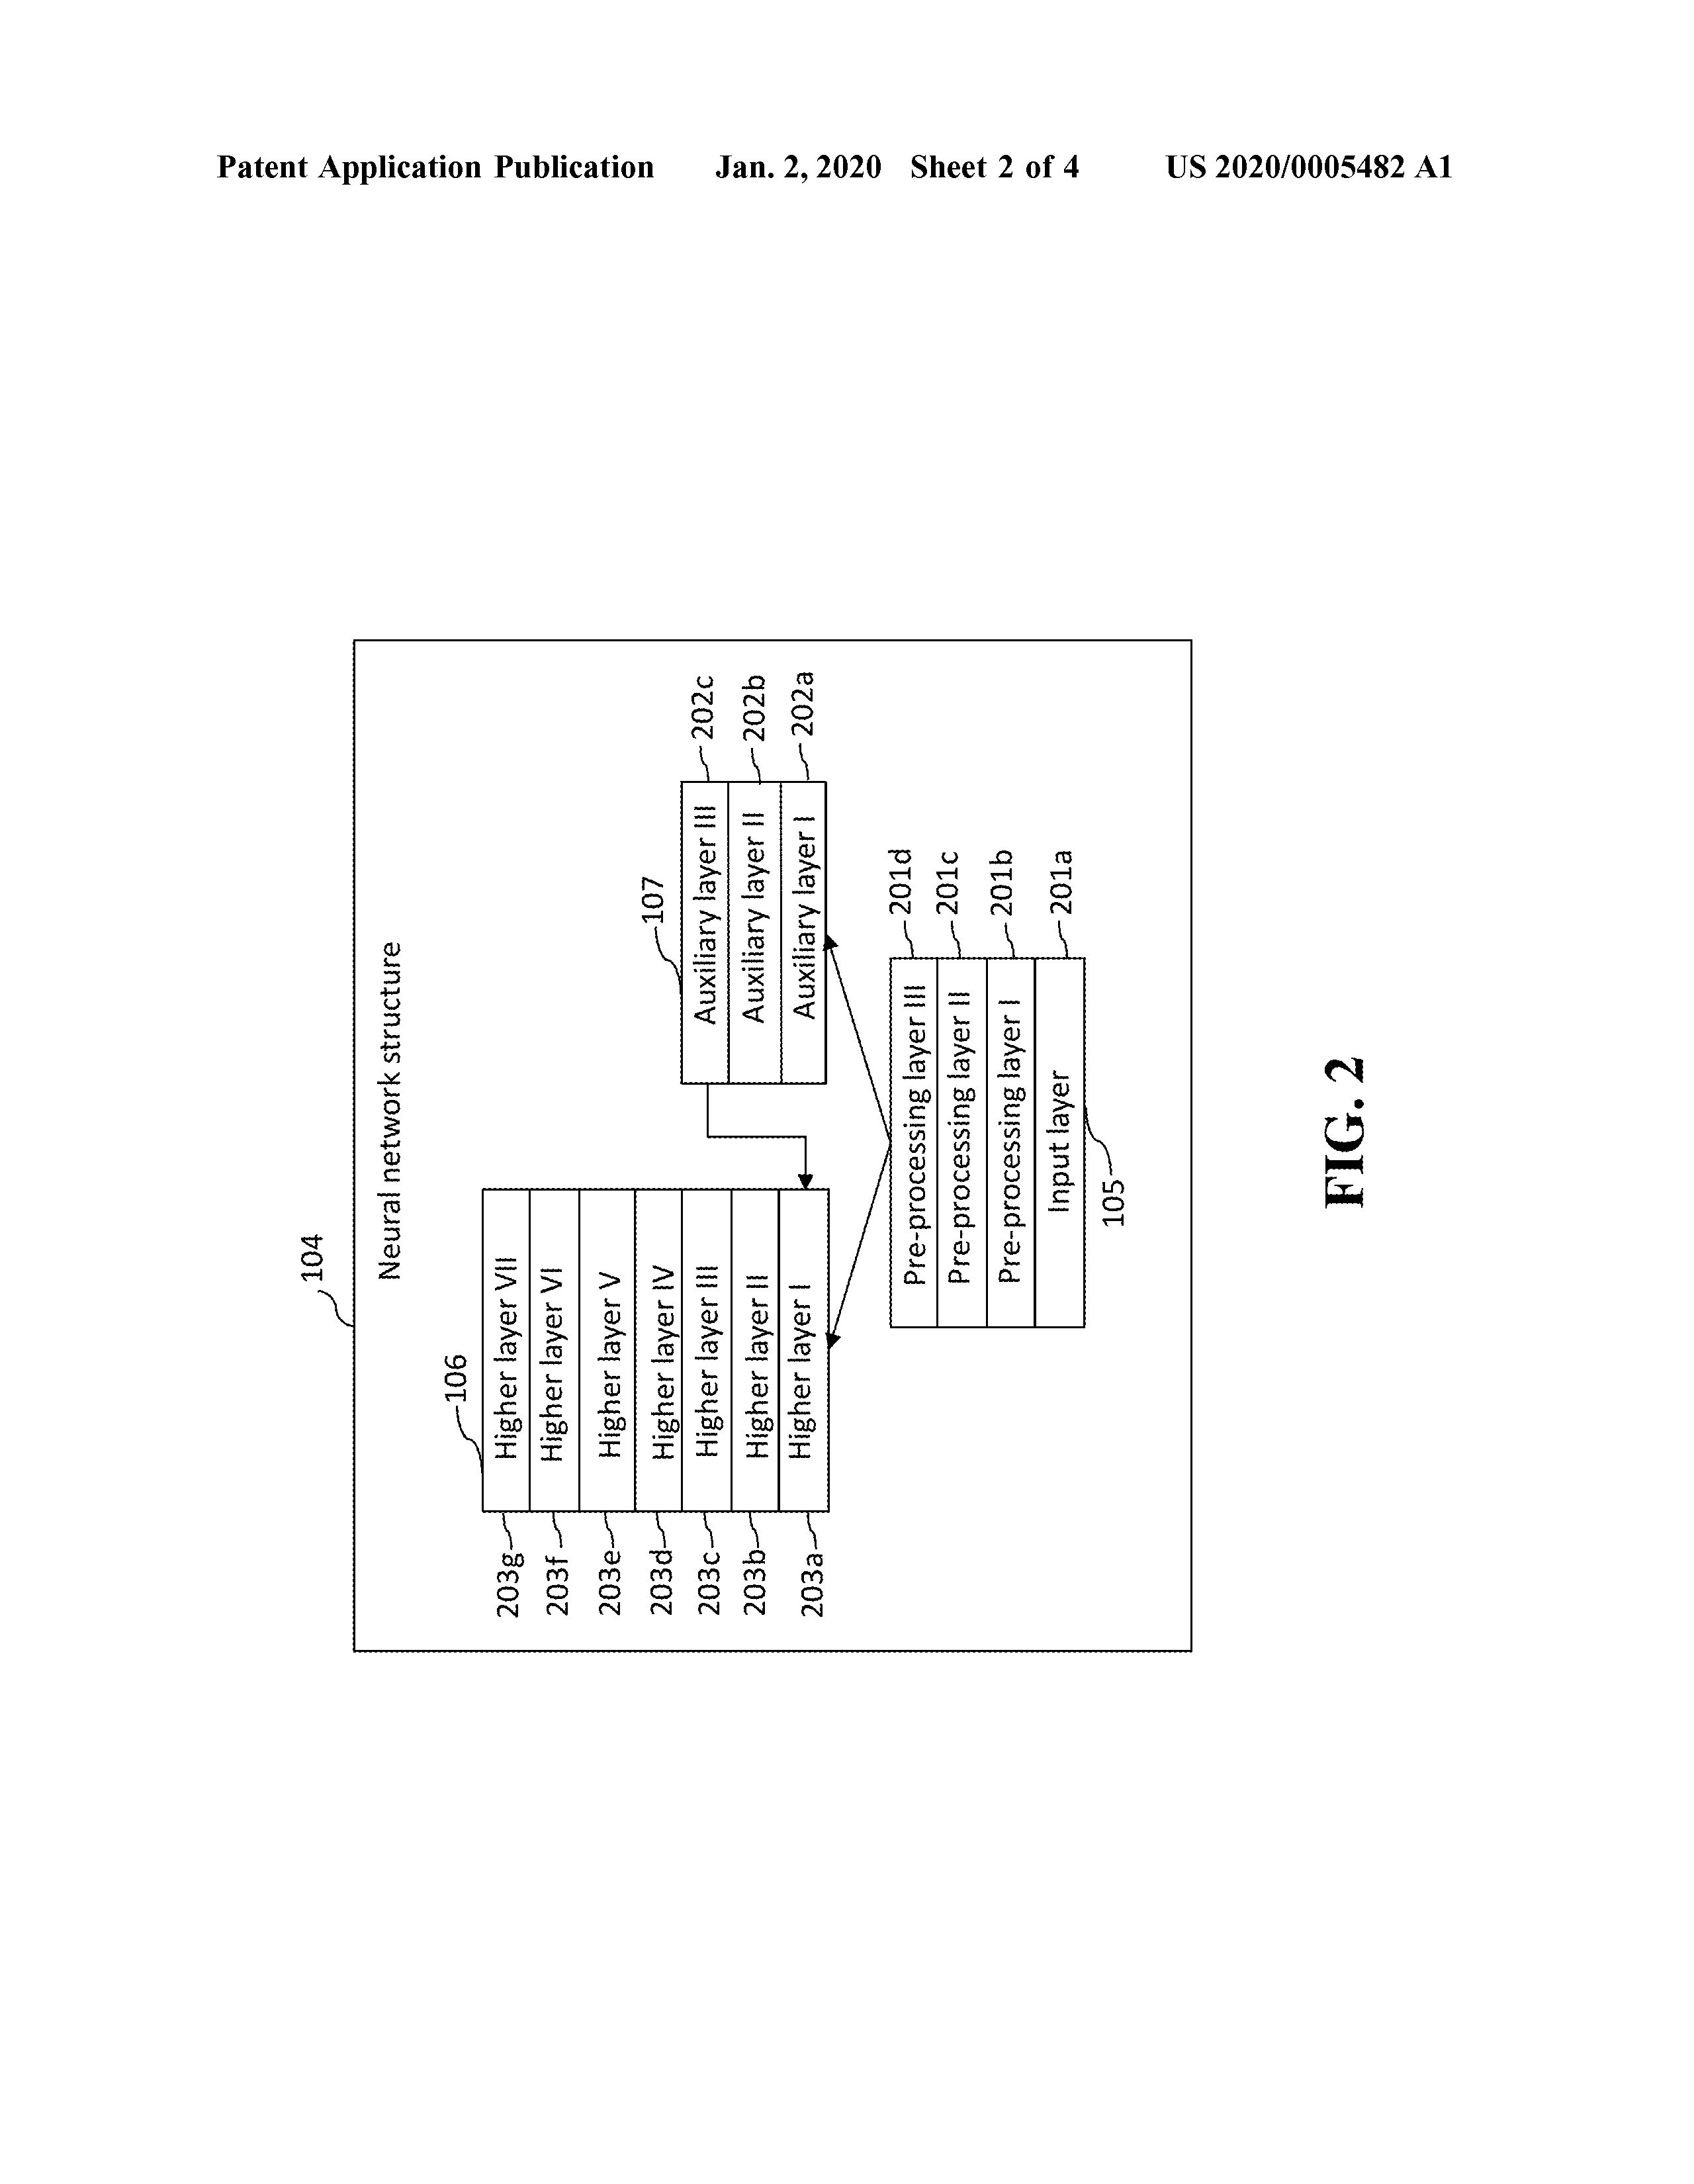 Patent Application Publication Jan. 2, 2020 Sheet 2 of 4 US 2020/0005482 A1
104
Neural network structure
106
203g Higher layer VII
203f Higher layer VI
203e Higher layer V
203d Higher layer IV
203c Higher layer III
203b Higher layer II
203a Higher layer I
107
Auxiliary layer III 202c
Auxiliary layer II 202b
Auxiliary layer I 202a
Pre-processing layer III 201d
Pre-processing layer II 201c
Pre-processing layer I 201b
Input layer 201a
105
FIG. 2